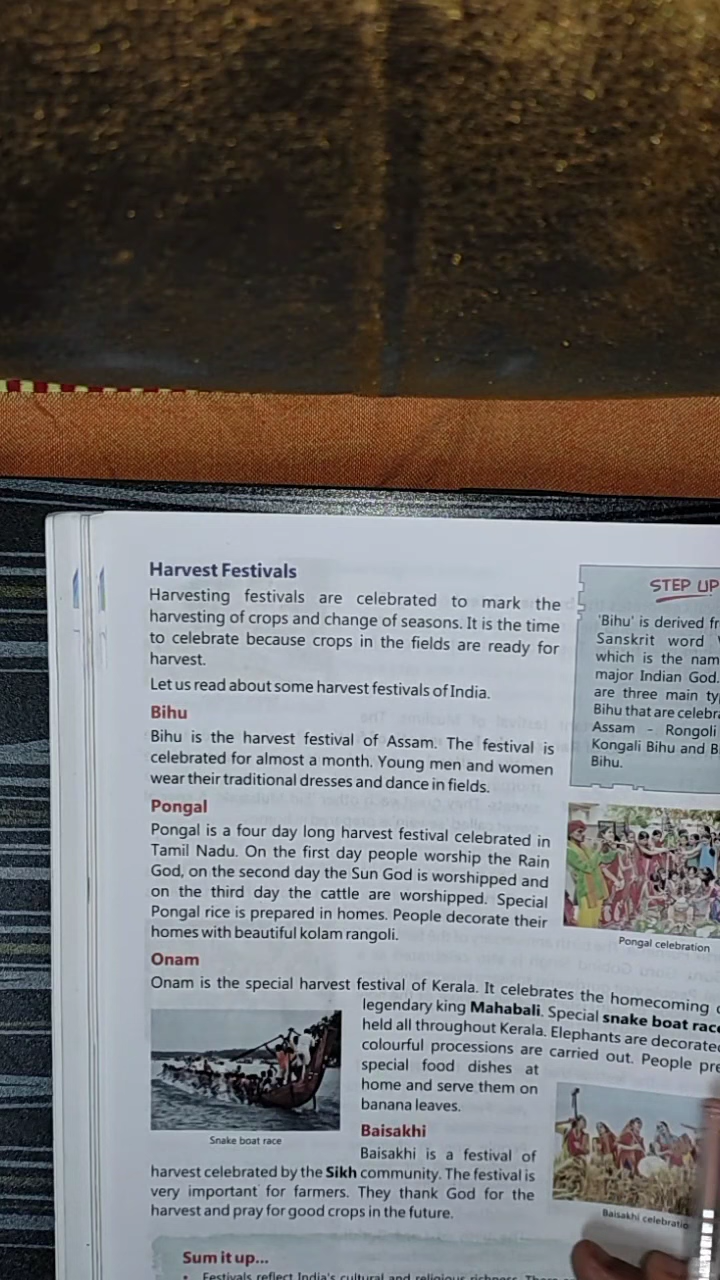 Harvest Festivals
Harvesting festivals are celebrated to mark the
harvesting of crops and change of seasons. It is the time
to celebrate because crops in the fields are ready for
harvest.
Let us read about some harvest festivals of India.
Bihu
Bihu is the harvest festival of Assam. The festival is
celebrated for almost a month. Young men and women
wear their traditional dresses and dance in fields.
Pongal
Pongal is a four day long harvest festival celebrated in
Tamil Nadu. On the first day people worship the Rain
God, on the second day the Sun God is worshipped and
on the third day the cattle are worshipped. Special
Pongal rice is prepared in homes. People decorate their
homes with beautiful kolam rangoli.
STEP UP
'Bihu' is derived
Sanskrit word
which is the
major Indian God.
are three main
Bihu that are
Assam - Rongoli
Kongali Bihu and
Bihu.
Pongal celebration
Onam
Onam is the special harvest festival of Kerala. It celebrates the homecoming
legendary king Mahabali. Special snake boat
held all throughout Kerala. Elephants are
colourful processions are carried out. People
special food dishes at
home and serve them on
banana leaves.
Snake boat race
Baisakhi
Baisakhi is a festival of
harvest celebrated by the Sikh community. The festival is
very important for farmers. They thank God for the
harvest and pray for good crops in the future.
Baisakhi
Sum it up...
• Festivals reflect India's cultural and religious richness.